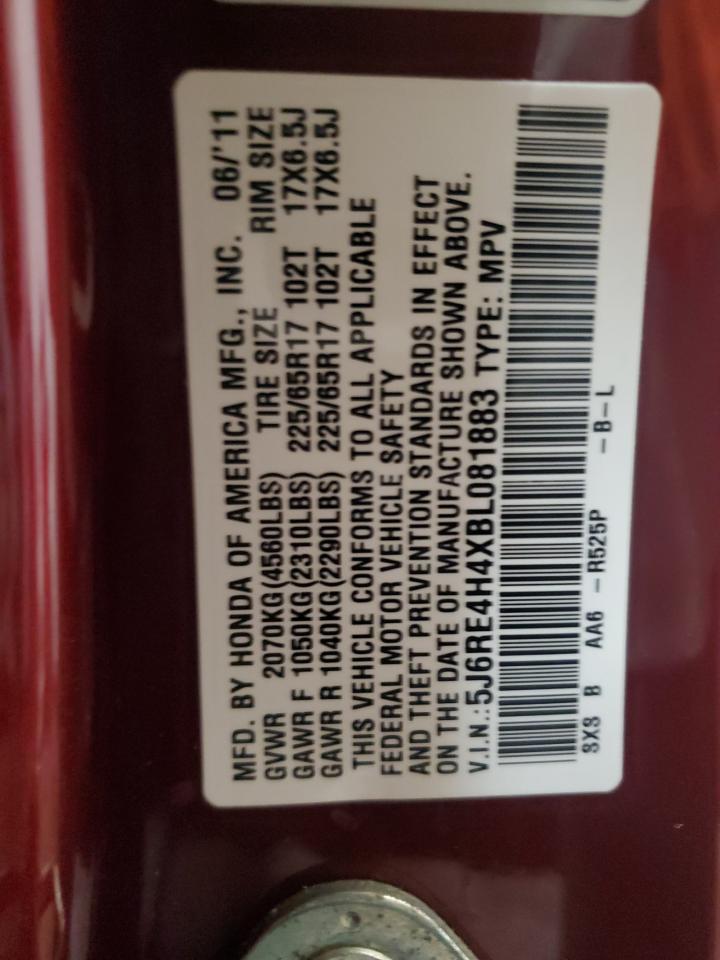 MFD. BY HONDA OF AMERICA MFG., INC. 06/'11
GVWR 2070KG(4560LBS) TIRE SIZE RIM SIZE
GAWR F 1050KG(2310LBS) 225/65R17 102T 17X6.5J
GAWR R 1040KG(2290LBS) 225/65R17 102T 17X6.5J
THIS VEHICLE CONFORMS TO ALL APPLICABLE
FEDERAL MOTOR VEHICLE SAFETY
AND THEFT PREVENTION STANDARDS IN EFFECT
ON THE DATE OF MANUFACTURE SHOWN ABOVE.
V.I.N.:5J6RE4H4XBL081883 TYPE: MPV
SXS B AA6 -R525P -B-L